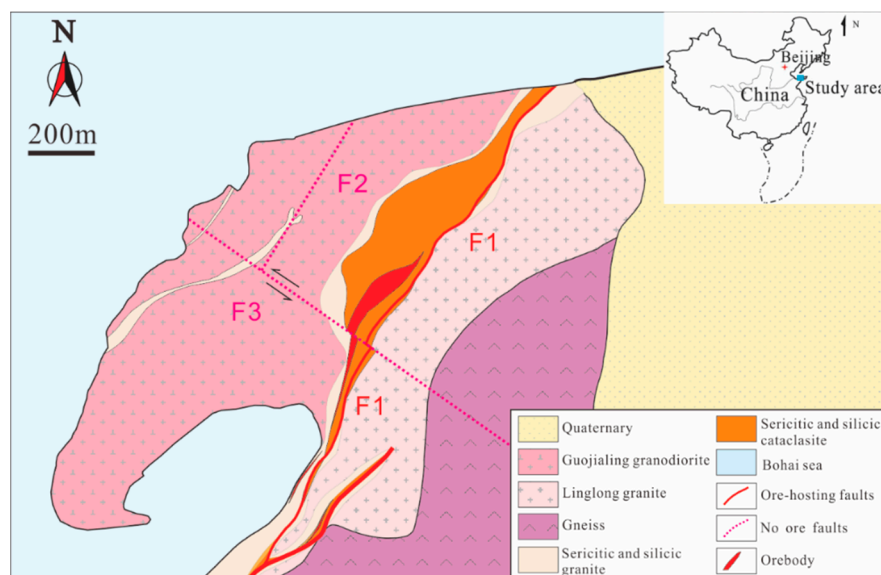 N
200m
F2
F1
F3
F1
N
Beijing
China
Study area
Quaternary
Guojialing granodiorite
Linglong granite
Gneiss
Sericitic and silicic
granite
Sericitic and silicic
cataclasite
Bohai sea
Ore-hosting faults
No ore faults
Orebody